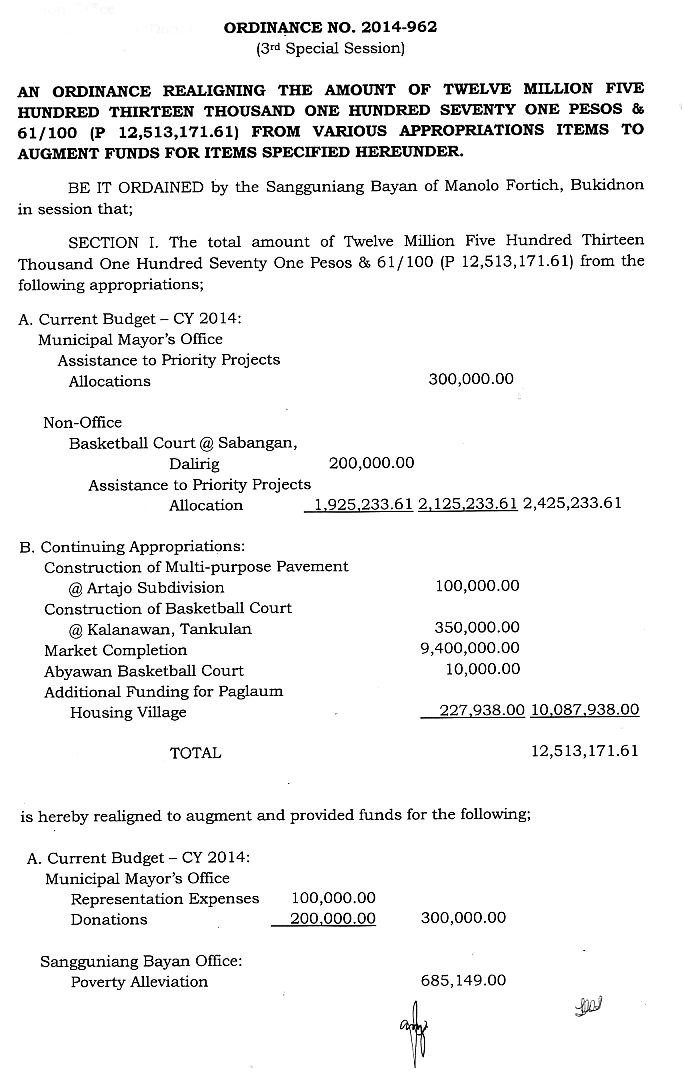 ORDINANCE NO. 2014-962
(3rd Special Session)
AN ORDINANCE REALIGNING THE AMOUNT OF TWELVE MILLION FIVE
HUNDRED THIRTEEN THOUSAND ONE HUNDRED SEVENTY ONE PESOS &
61/100 (P 12,513,171.61) FROM VARIOUS APPROPRIATIONS ITEMS TO
AUGMENT FUNDS FOR ITEMS SPECIFIED HEREUNDER.
BE IT ORDAINED by the Sangguniang Bayan of Manolo Fortich, Bukidnon
in session that;
SECTION I. The total amount of Twelve Million Five Hundred Thirteen
Thousand One Hundred Seventy One Pesos & 61/100 (P 12,513,171.61) from the
following appropriations;
A. Current Budget – CY 2014:
Municipal Mayor's Office
Assistance to Priority Projects
Allocations 300,000.00
Non-Office
Basketball Court @ Sabangan,
Dalirig 200,000.00
Assistance to Priority Projects
Allocation 1,925,233.61 2,125,233.61 2,425,233.61
B. Continuing Appropriations:
Construction of Multi-purpose Pavement
@ Artajo Subdivision 100,000.00
Construction of Basketball Court
@ Kalanawan, Tankulan 350,000.00
Market Completion 9,400,000.00
Abyawan Basketball Court 10,000.00
Additional Funding for Paglaum
Housing Village 227,938.00 10,087,938.00
TOTAL 12,513,171.61
is hereby realigned to augment and provided funds for the following;
A. Current Budget – CY 2014:
Municipal Mayor's Office
Representation Expenses 100,000.00
Donations 200,000.00 300,000.00
Sangguniang Bayan Office:
Poverty Alleviation 685,149.00